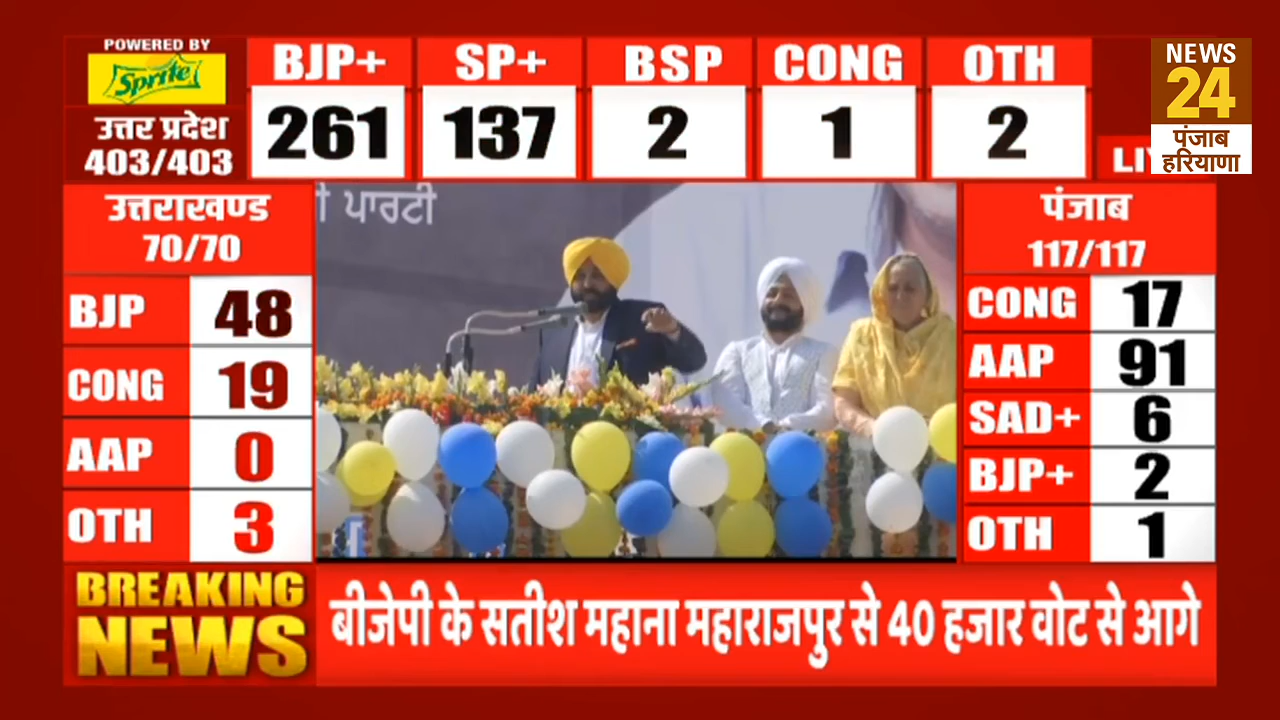 POWERED BY
Sprite
उत्तर प्रदेश
403/403
BJP+ SP+ BSP CONG OTH
261 137 2 1 2
NEWS
24
पंजाब
हरियाणा
उत्तराखण्ड
70/70
BJP 48
CONG 19
AAP 0
OTH 3
ਪਾਰਟੀ
पंजाब
117/117
CONG 17
AAP 91
SAD+ 6
BJP+ 2
OTH 1
BREAKING
NEWS
बीजेपी के सतीश महाना महाराजपुर से 40 हजार वोट से आगे